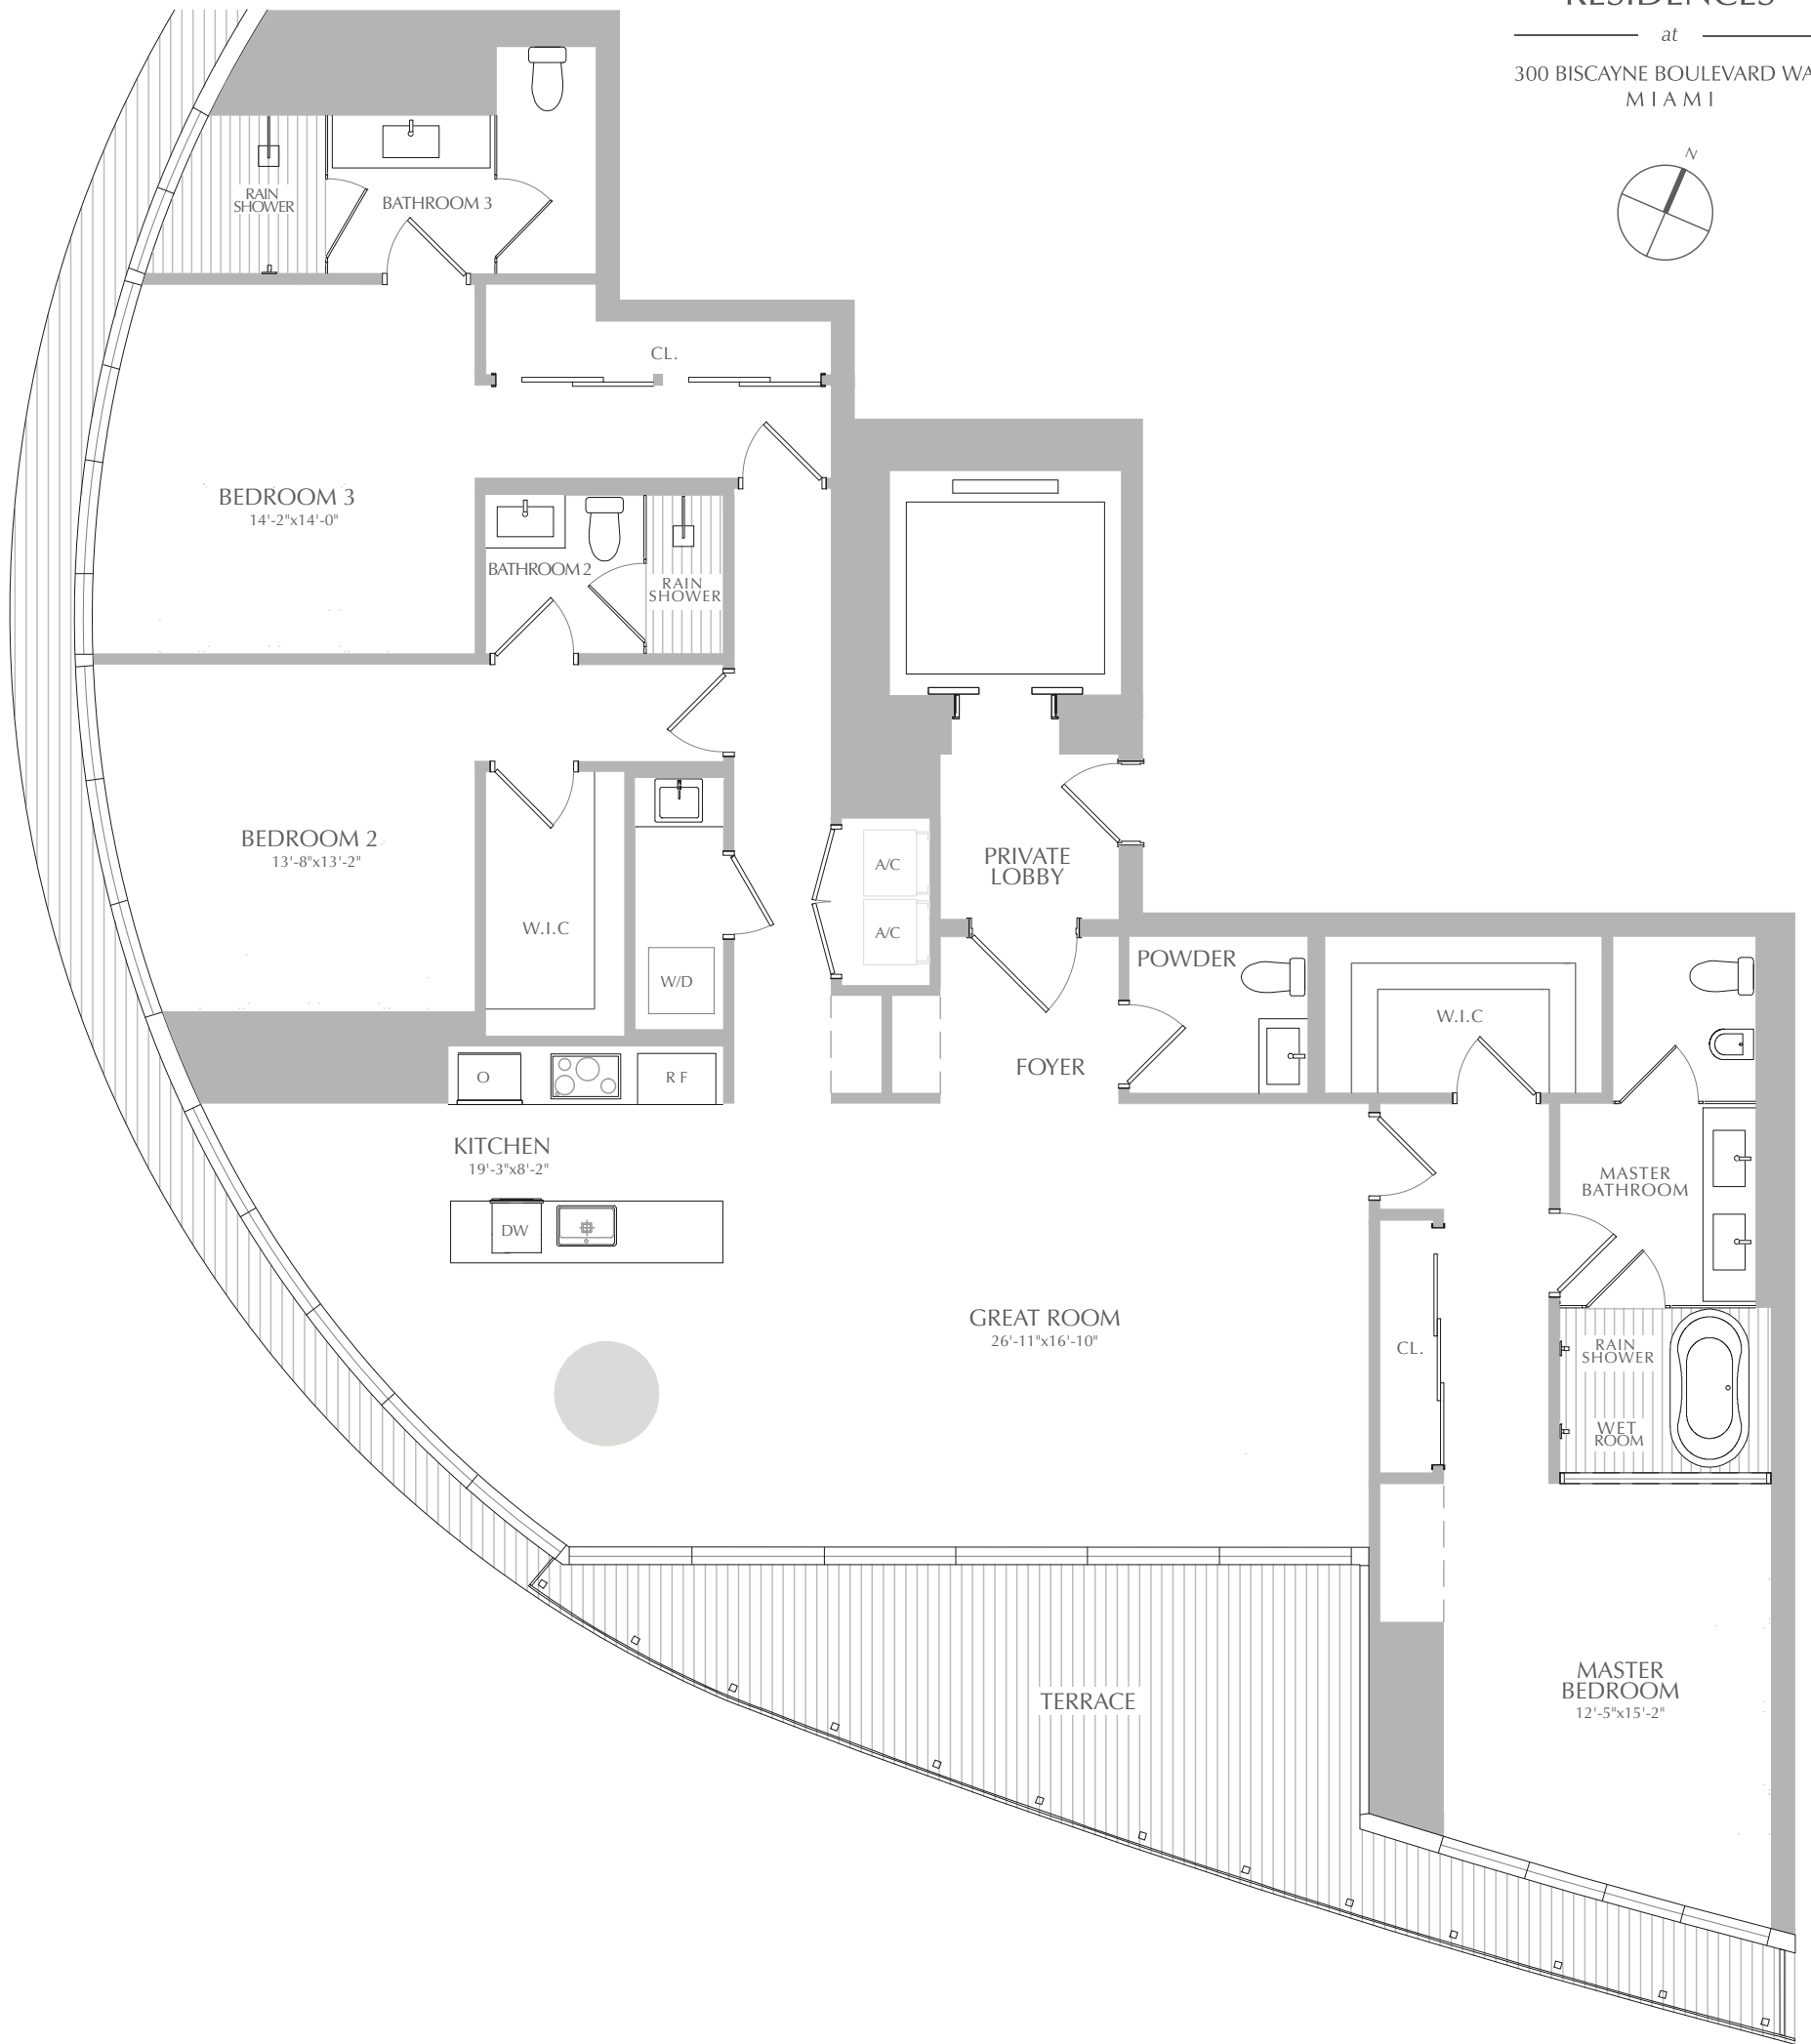 RESIDENCES
at
300 BISCAYNE BOULEVARD WA
MIAMI
N
RAIN
SHOWER
BATHROOM 3
CL.
BEDROOM 3
14'-2"x14'-0"
BATHROOM 2
RAIN
SHOWER
BEDROOM 2
13'-8"x13'-2"
W.I.C
W/D
A/C
A/C
PRIVATE
LOBBY
POWDER
W.I.C
FOYER
O
R F
KITCHEN
19'-3"x8'-2"
DW
MASTER
BATHROOM
GREAT ROOM
26'-11"x16'-10"
CL.
RAIN
SHOWER
WET
ROOM
TERRACE
MASTER
BEDROOM
12'-5"x15'-2"